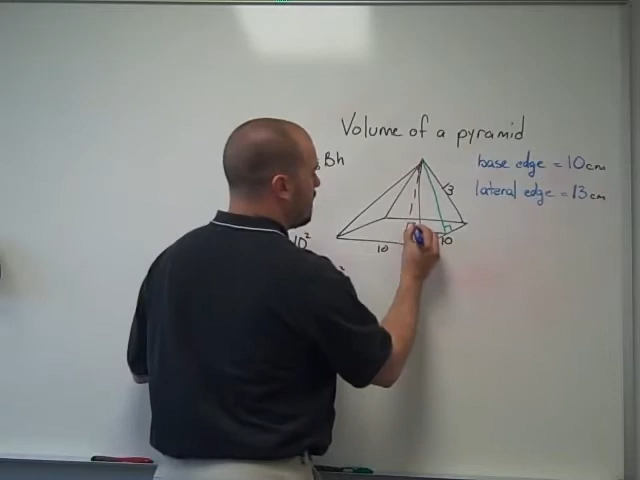 Volume of a pyramid
Bh
base edge = 10cm
lateral edge = 13cm
13
10²
10
10